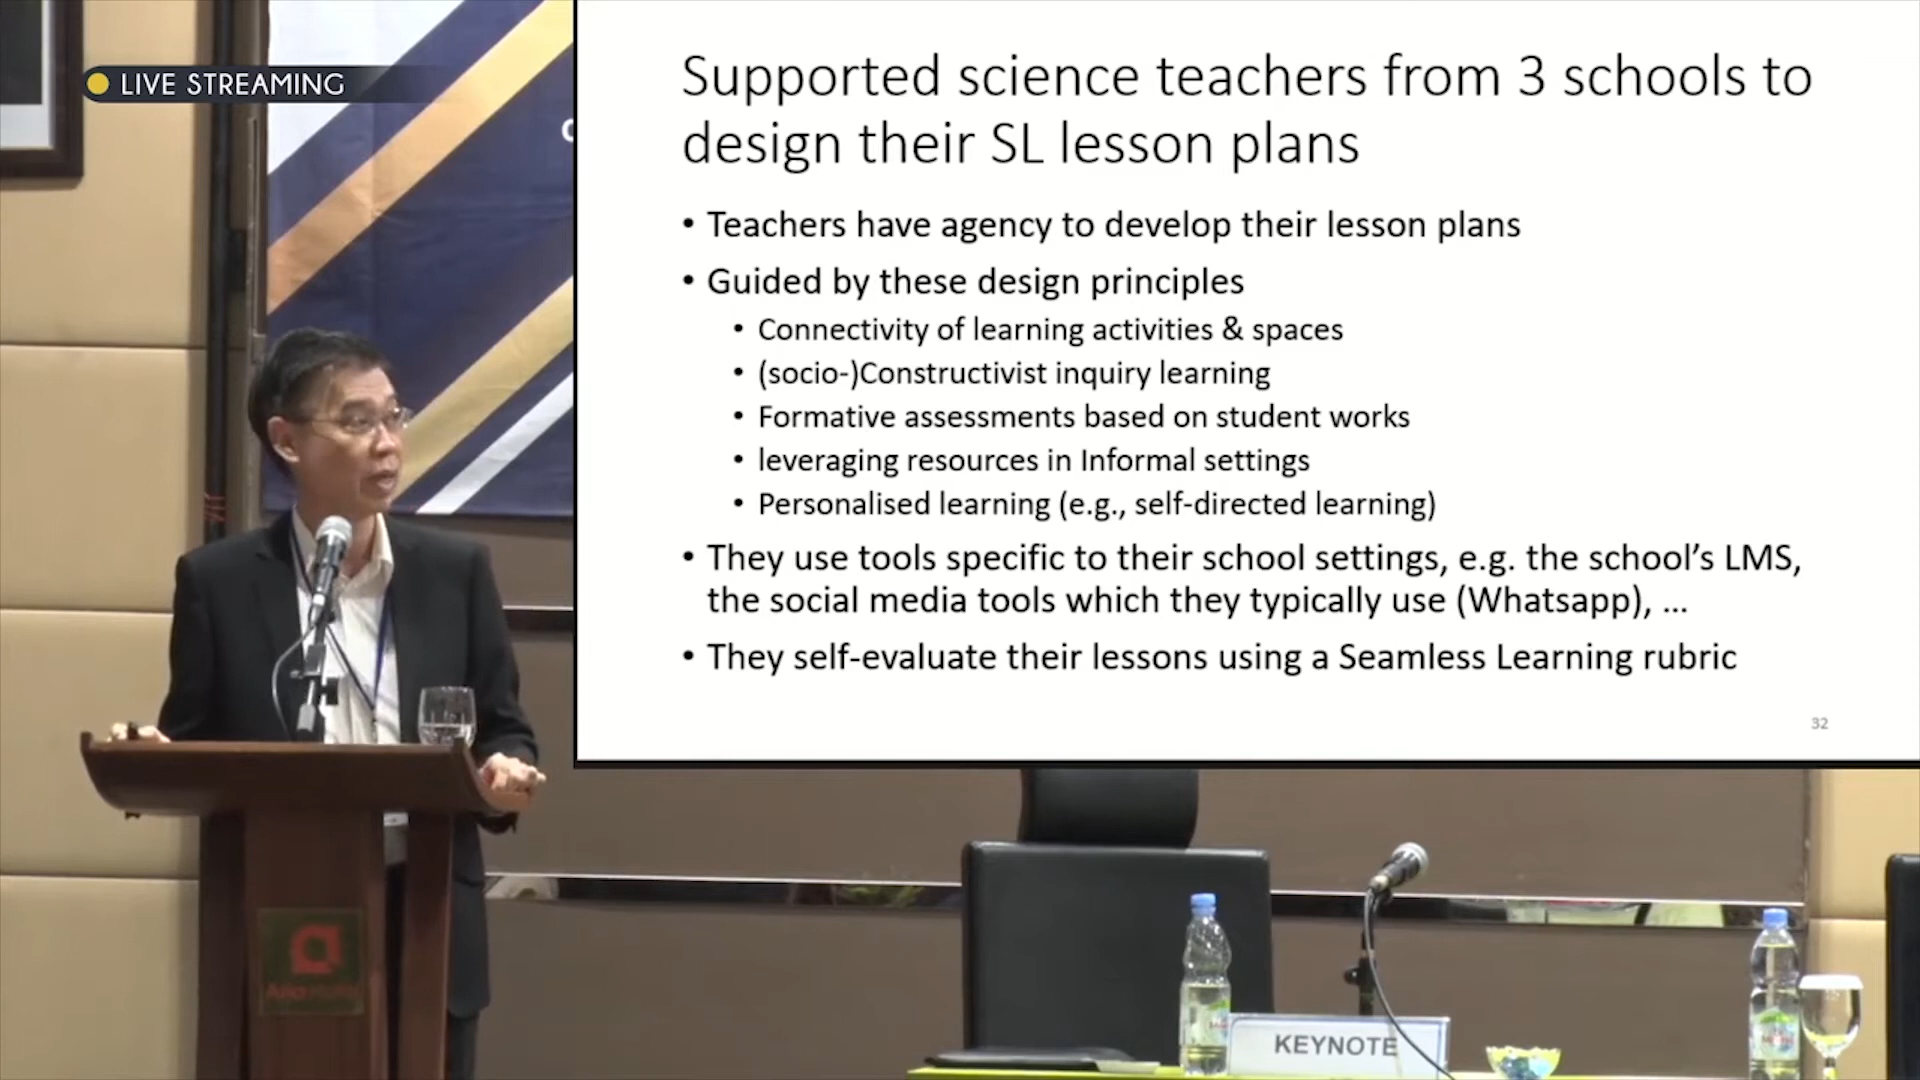 LIVE STREAMING
Supported science teachers from 3 schools to
design their SL lesson plans
• Teachers have agency to develop their lesson plans
• Guided by these design principles
• Connectivity of learning activities & spaces
• (socio-)Constructivist inquiry learning
• Formative assessments based on student works
• leveraging resources in Informal settings
• Personalised learning (e.g., self-directed learning)
• They use tools specific to their school settings, e.g. the school’s LMS,
the social media tools which they typically use (Whatsapp), ...
• They self-evaluate their lessons using a Seamless Learning rubric
32
KEYNOTE